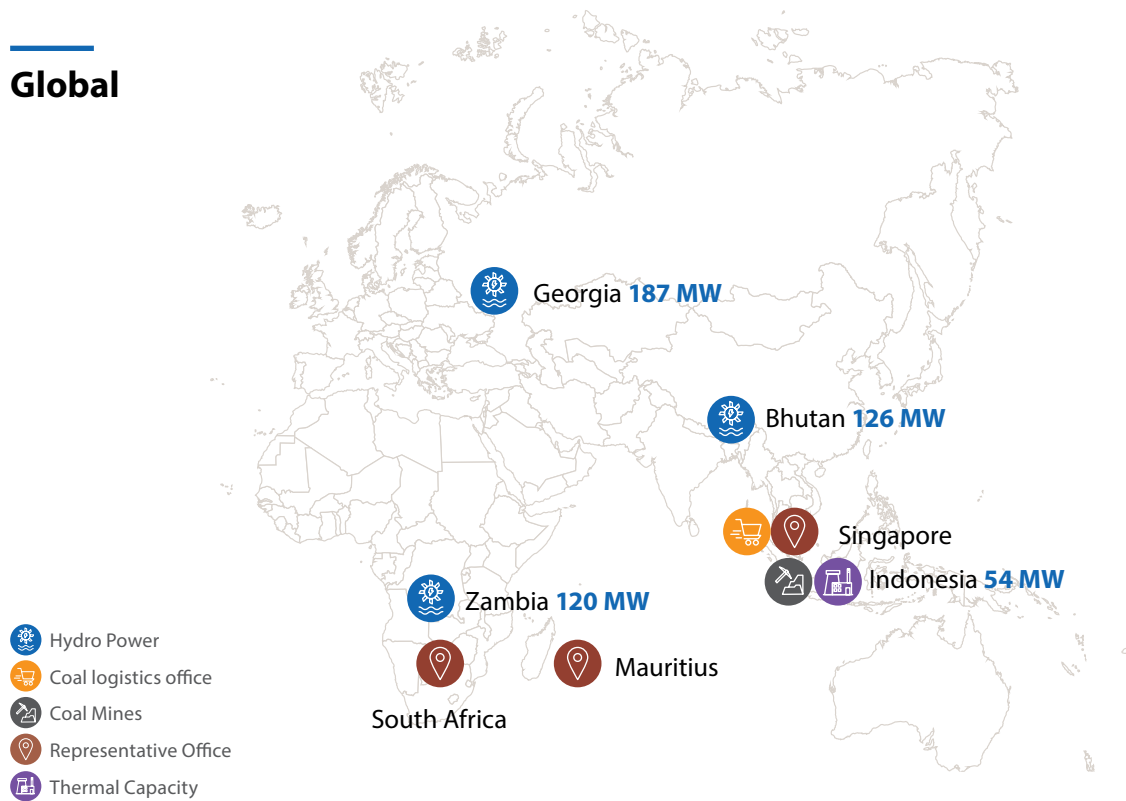 Global
Georgia 187 MW
Bhutan 126 MW
Singapore
Indonesia 54 MW
Zambia 120 MW
Mauritius
South Africa
Hydro Power
Coal logistics office
Coal Mines
Representative Office
Thermal Capacity